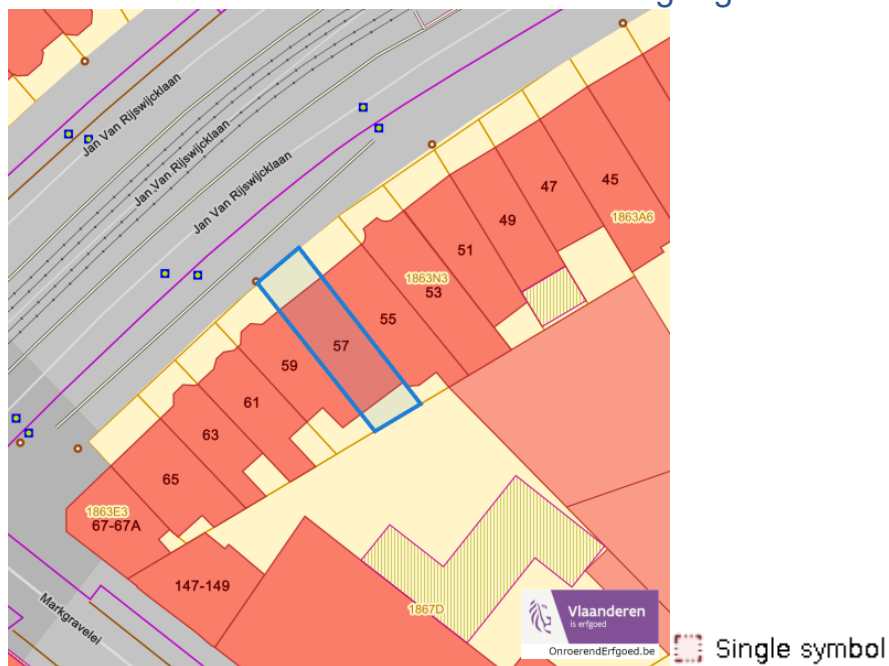 Jan Van Rijswijcklaan
Jan Van Rijswijcklaan
Jan Van Rijswijcklaan
45
1863A6
47
49
51
1863N3
53
55
57
59
61
63
65
1863E3
67-67A
147-149
1867D
Markgravelei
Vlaanderen
is erfgoed
OnroerendErfgoed.be
Single symbol